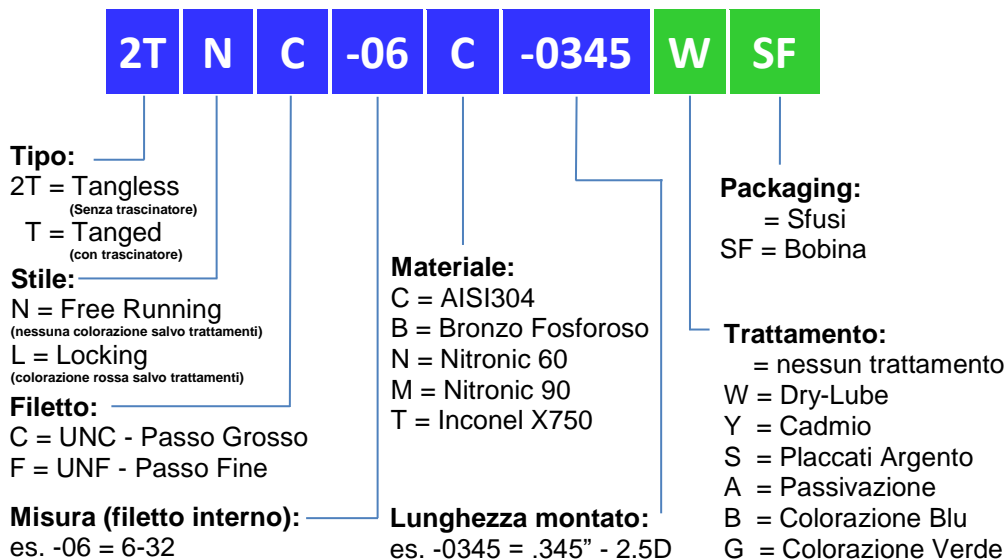 2T N C -06 C -0345 W SF
Tipo:
2T = Tangless
(Senza trascinatore)
T = Tanged
(con trascinatore)
Stile:
N = Free Running
(nessuna colorazione salvo trattamenti)
L = Locking
(colorazione rossa salvo trattamenti)
Filetto:
C = UNC - Passo Grosso
F = UNF - Passo Fine
Misura (filetto interno):
es. -06 = 6-32
Materiale:
C = AISI304
B = Bronzo Fosforoso
N = Nitronic 60
M = Nitronic 90
T = Inconel X750
Lunghezza montato:
es. -0345 = .345” - 2.5D
Packaging:
= Sfusi
SF = Bobina
Trattamento:
= nessun trattamento
W = Dry-Lube
Y = Cadmio
S = Placcati Argento
A = Passivazione
B = Colorazione Blu
G = Colorazione Verde